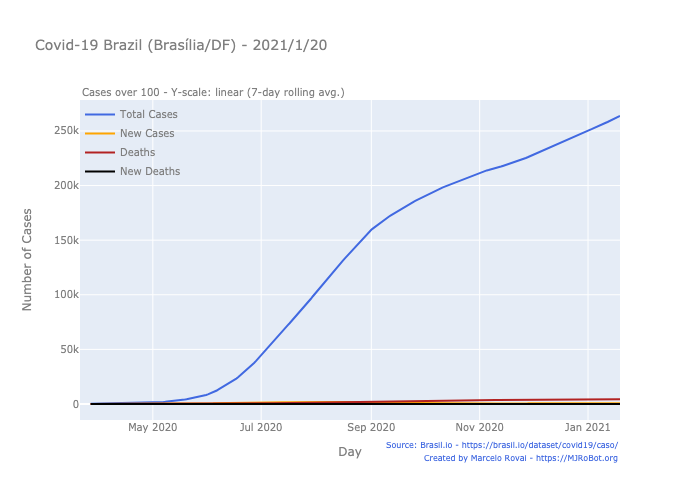 Covid-19 Brazil (Brasília/DF) - 2021/1/20
Cases over 100 - Y-scale: linear (7-day rolling avg.)
Total Cases
New Cases
Deaths
New Deaths
250k
200k
150k
100k
50k
0
Number of Cases
May 2020
Jul 2020
Sep 2020
Nov 2020
Jan 2021
Day
Source: Brasil.io - https://brasil.io/dataset/covid19/caso/
Created by Marcelo Rovai - https://MJRoBot.org